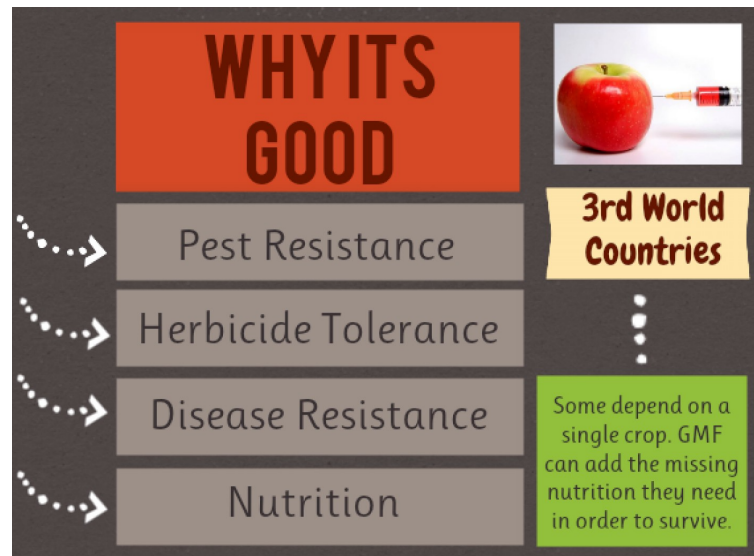 WHY ITS
GOOD
Pest Resistance
Herbicide Tolerance
Disease Resistance
Nutrition
3rd World
Countries
Some depend on a
single crop. GMF
can add the missing
nutrition they need
in order to survive.